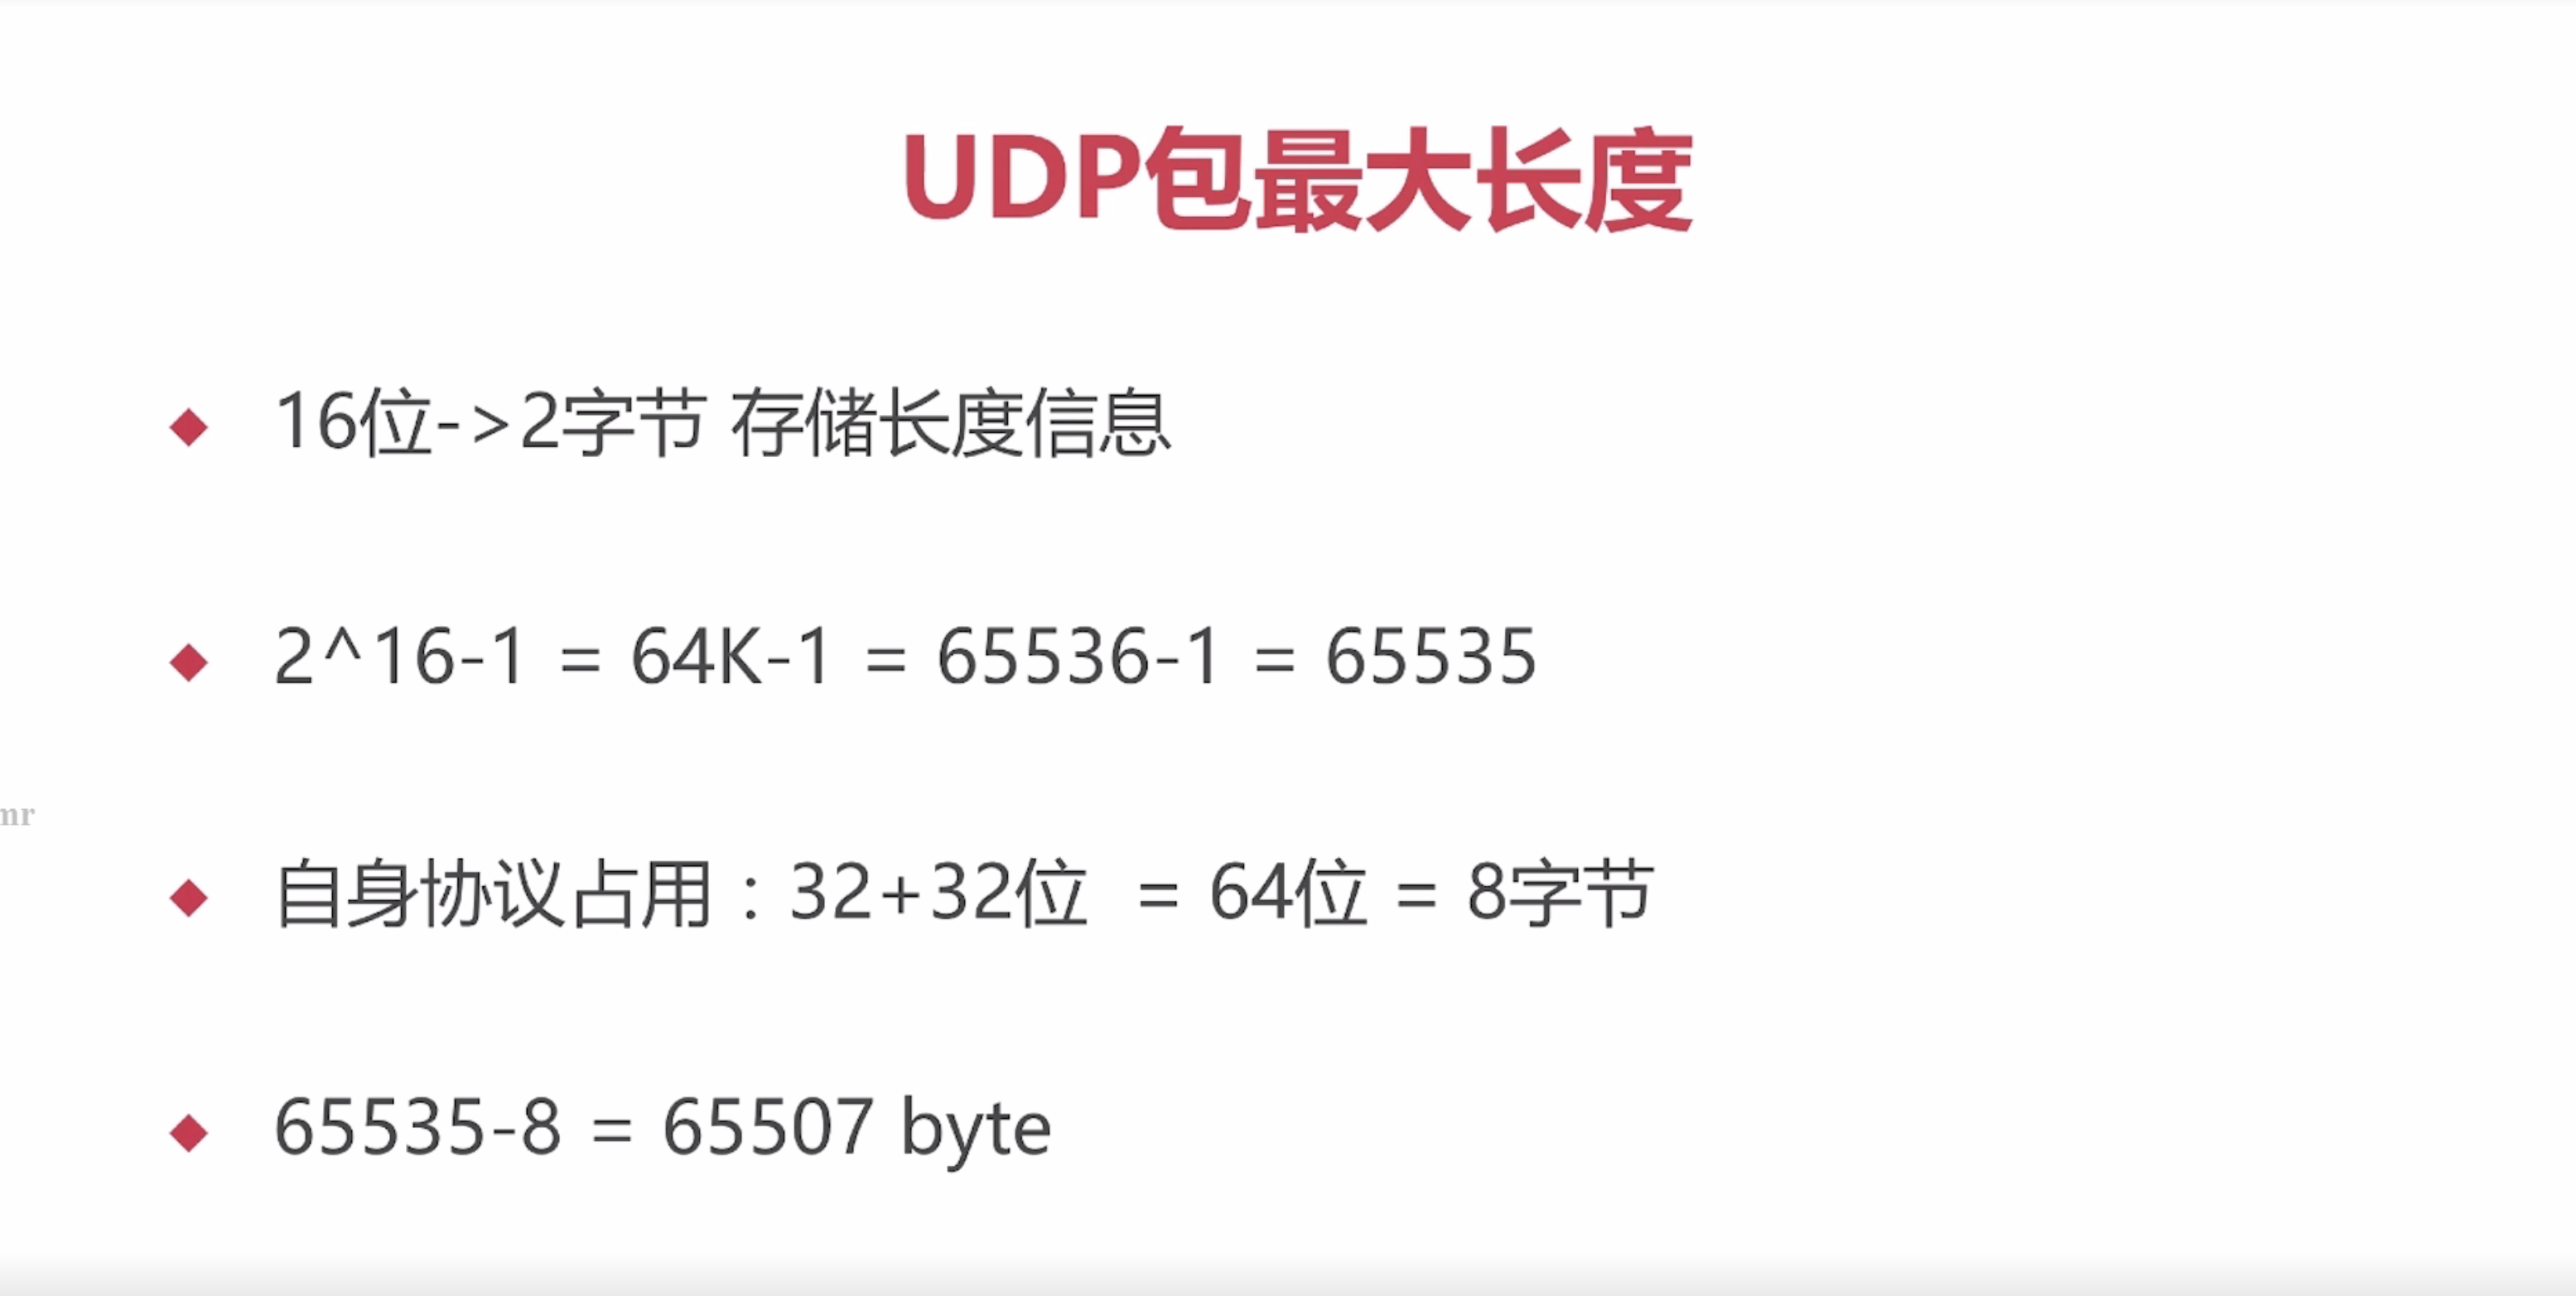 UDP包最大长度
16位->2字节 存储长度信息
2^16-1 = 64K-1 = 65536-1 = 65535
mr
自身协议占用：32+32位 = 64位 = 8字节
65535-8 = 65507 byte